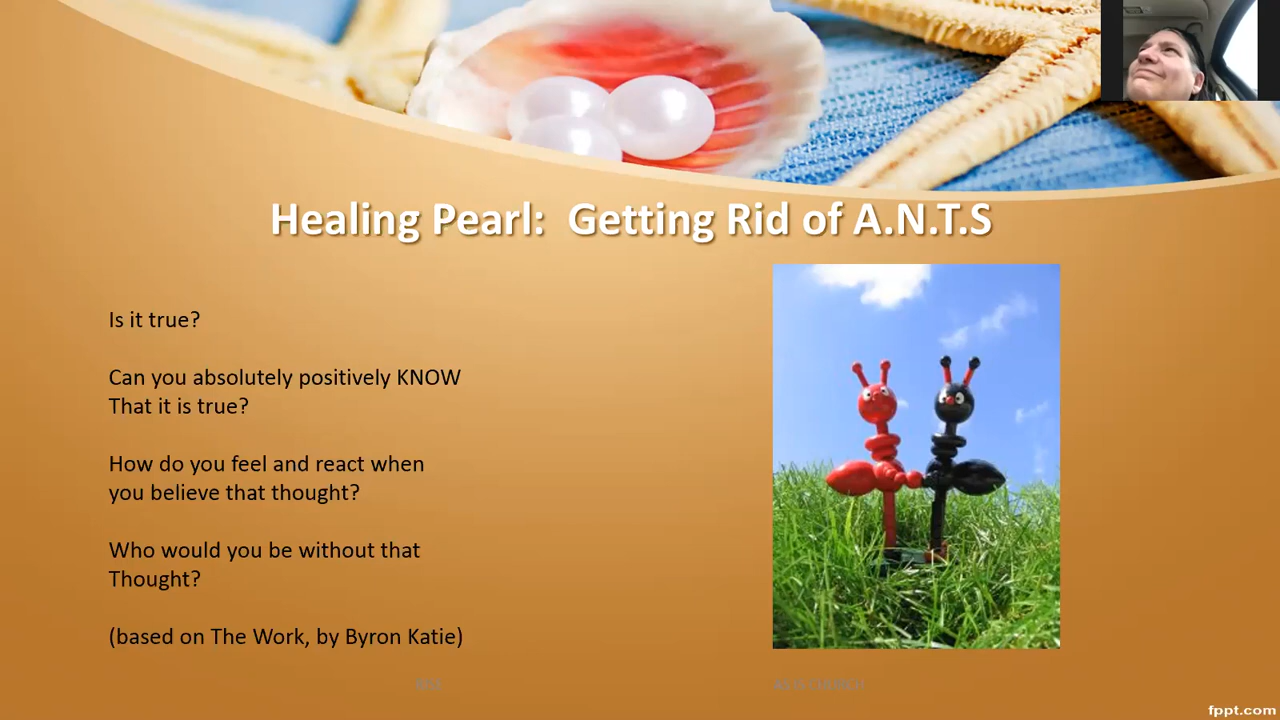 Healing Pearl:  Getting Rid of A.N.T.S
Is it true?
Can you absolutely positively KNOW
That it is true?
How do you feel and react when
you believe that thought?
Who would you be without that
Thought?
(based on The Work, by Byron Katie)
fppt.com